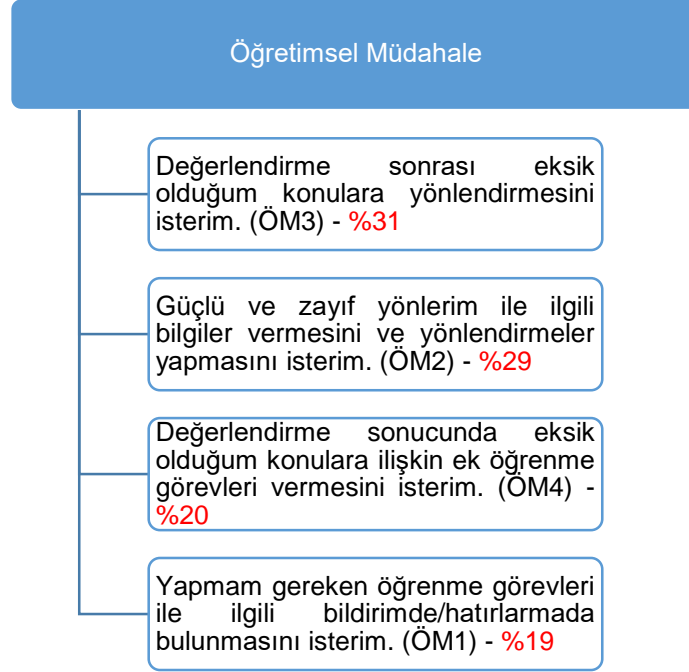 Öğretimsel Müdahale
Değerlendirme sonrası eksik
olduğum konulara yönlendirmesini
isterim. (ÖM3) - %31
Güçlü ve zayıf yönlerim ile ilgili
bilgiler vermesini ve yönlendirmeler
yapmasını isterim. (ÖM2) - %29
Değerlendirme sonucunda eksik
olduğum konulara ilişkin ek öğrenme
görevleri vermesini isterim. (ÖM4) -
%20
Yapmam gereken öğrenme görevleri
ile ilgili bildirimde/hatırlarmada
bulunmasını isterim. (ÖM1) - %19